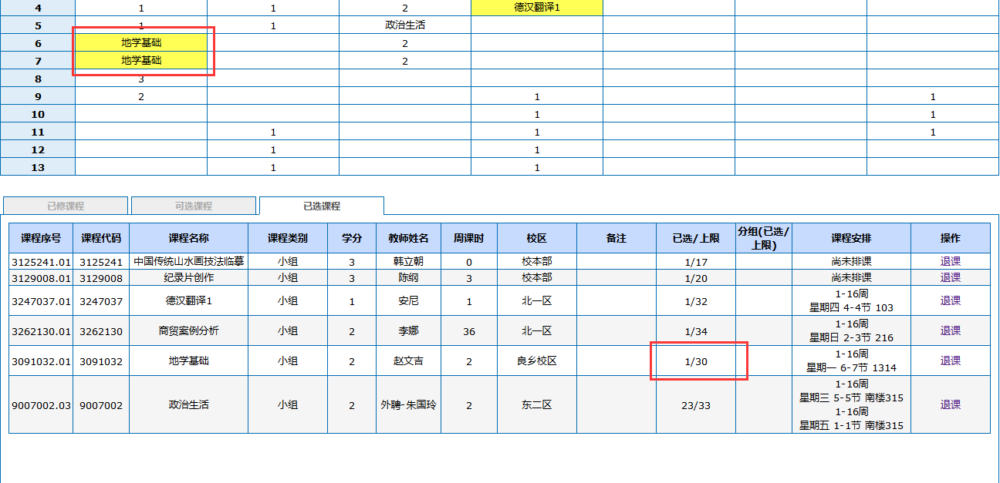 4 1 1 2 德汉翻译1
5 1 1 政治生活
6 地学基础 2
7 地学基础 2
8 3
9 2 1 1
10 1 1
11 1 1 1
12 1 1
13 1 1
已修课程 可选课程 已选课程
课程序号 课程代码 课程名称 课程类别 学分 教师姓名 周课时 校区 备注 已选/上限 分组(已选/上限) 课程安排 操作
3125241.01 3125241 中国传统山水画技法临摹 小组 3 韩立朝 0 校本部 1/17 尚未排课 退课
3129008.01 3129008 纪录片创作 小组 3 陈纲 3 校本部 1/20 尚未排课 退课
3247037.01 3247037 德汉翻译1 小组 1 安尼 1 北一区 1/32 1-16周 星期四 4-4节 103 退课
3262130.01 3262130 商贸案例分析 小组 2 李娜 36 北一区 1/34 1-16周 星期日 2-3节 216 退课
3091032.01 3091032 地学基础 小组 2 赵文吉 2 良乡校区 1/30 1-16周 星期一 6-7节 1314 退课
9007002.03 9007002 政治生活 小组 2 外聘-朱国玲 2 东二区 23/33 1-16周 星期三 5-5节 南楼315 1-16周 星期五 1-1节 南楼315 退课